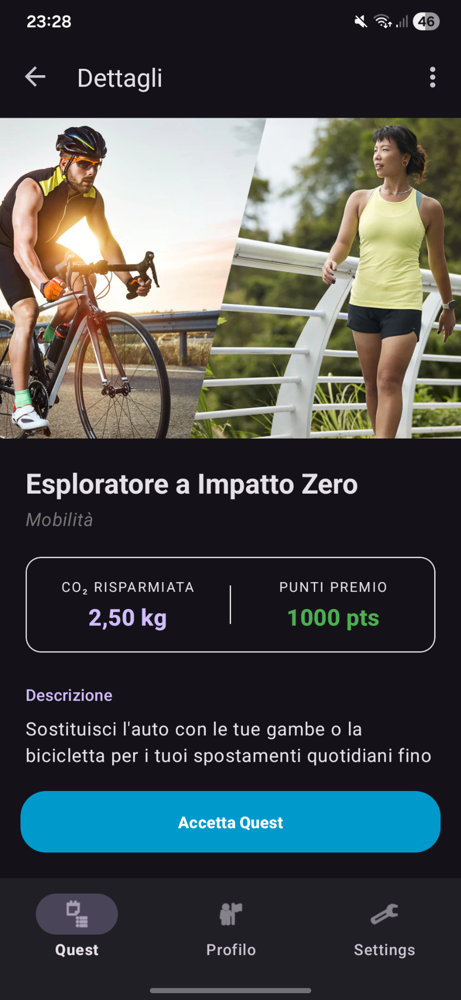 23:28
46
Dettagli
Esploratore a Impatto Zero
Mobilità
CO₂ RISPARMIATA
2,50 kg
PUNTI PREMIO
1000 pts
Descrizione
Sostituisci l'auto con le tue gambe o la
bicicletta per i tuoi spostamenti quotidiani fino
Accetta Quest
Quest
Profilo
Settings